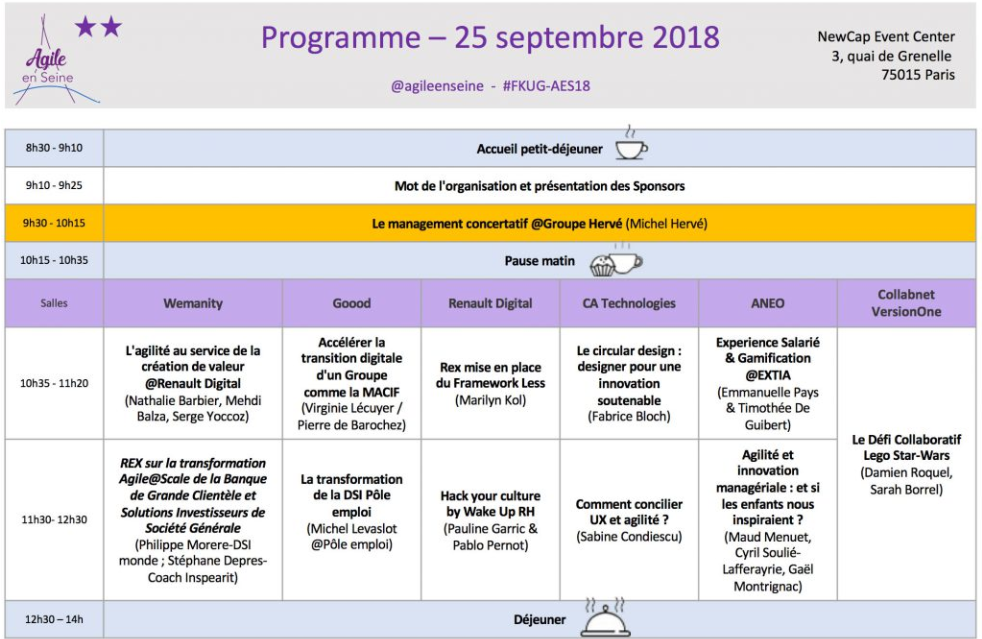 Agile
en Seine
Programme – 25 septembre 2018
@agileenseine - #FKUG-AES18
NewCap Event Center
3, quai de Grenelle
75015 Paris
8h30 - 9h10
Accueil petit-déjeuner
9h10 - 9h25
Mot de l'organisation et présentation des Sponsors
9h30 - 10h15
Le management concertatif @Groupe Hervé (Michel Hervé)
10h15 - 10h35
Pause matin
Salles
Wemanity
Goood
Renault Digital
CA Technologies
ANEO
Collabnet
VersionOne
10h35 - 11h20
L'agilité au service de la
création de valeur
@Renault Digital
(Nathalie Barbier, Mehdi
Balza, Serge Yoccoz)
Accélérer la
transition digitale
d'un Groupe
comme la MACIF
(Virginie Lécuyer /
Pierre de Barochez)
Rex mise en place
du Framework Less
(Marilyn Kol)
Le circular design :
designer pour une
innovation
soutenable
(Fabrice Bloch)
Experience Salarié
& Gamification
@EXTIA
(Emmanuelle Pays
& Timothée De
Guibert)
Le Défi Collaboratif
Lego Star-Wars
(Damien Roquel,
Sarah Borrel)
11h30- 12h30
REX sur la transformation
Agile@Scale de la Banque
de Grande Clientèle et
Solutions Investisseurs de
Société Générale
(Philippe Morere-DSI
monde ; Stéphane Depres-
Coach Inspearit)
La transformation
de la DSI Pôle
emploi
(Michel Levaslot
@Pôle emploi)
Hack your culture
by Wake Up RH
(Pauline Garric &
Pablo Pernot)
Comment concilier
UX et agilité ?
(Sabine Condiescu)
Agilité et
innovation
managériale : et si
les enfants nous
inspiraient ?
(Maud Menuet,
Cyril Soulié-
Lafferayrie, Gaël
Montrignac)
12h30 – 14h
Déjeuner